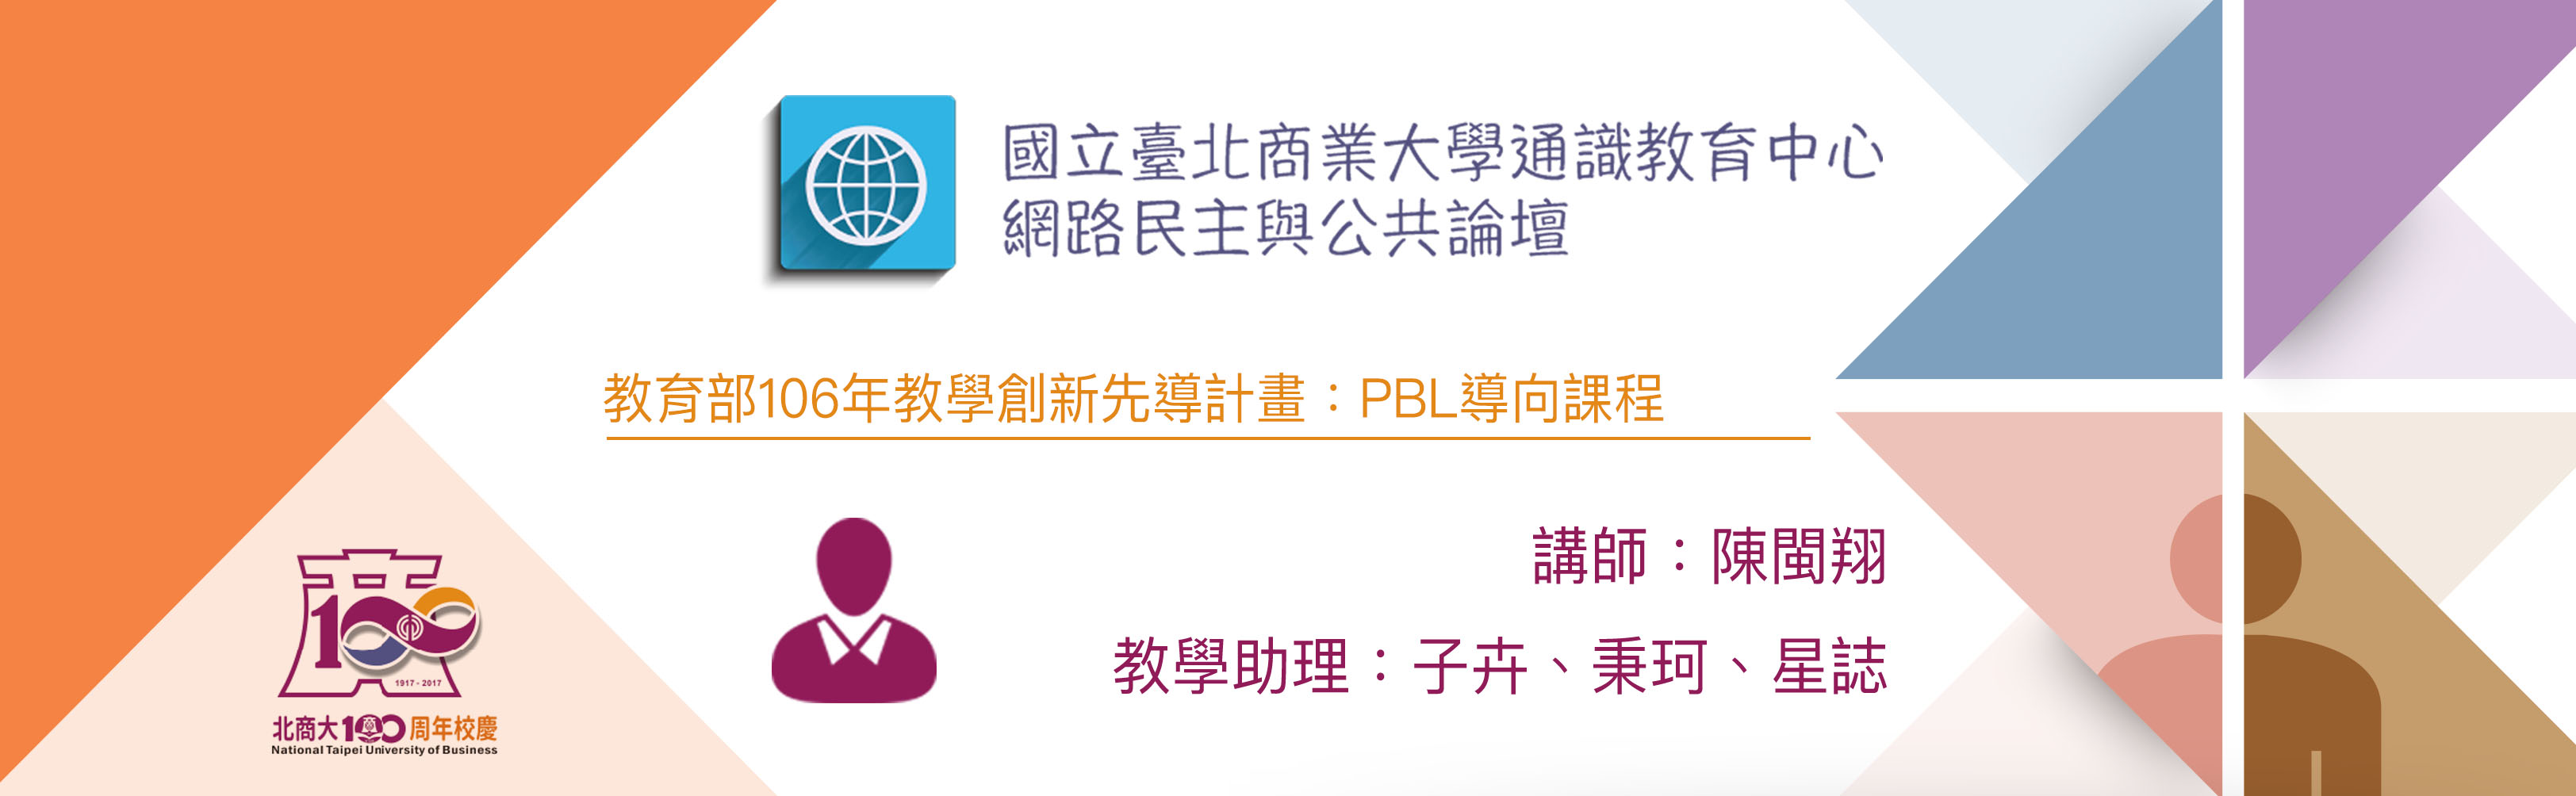 國立臺北商業大學通識教育中心
網路民主與公共論壇
教育部106年教學創新先導計畫：PBL導向課程
講師：陳閩翔
教學助理：子卉、秉珂、星誌
100
1917 - 2017
北商大100周年校慶
National Taipei University of Business